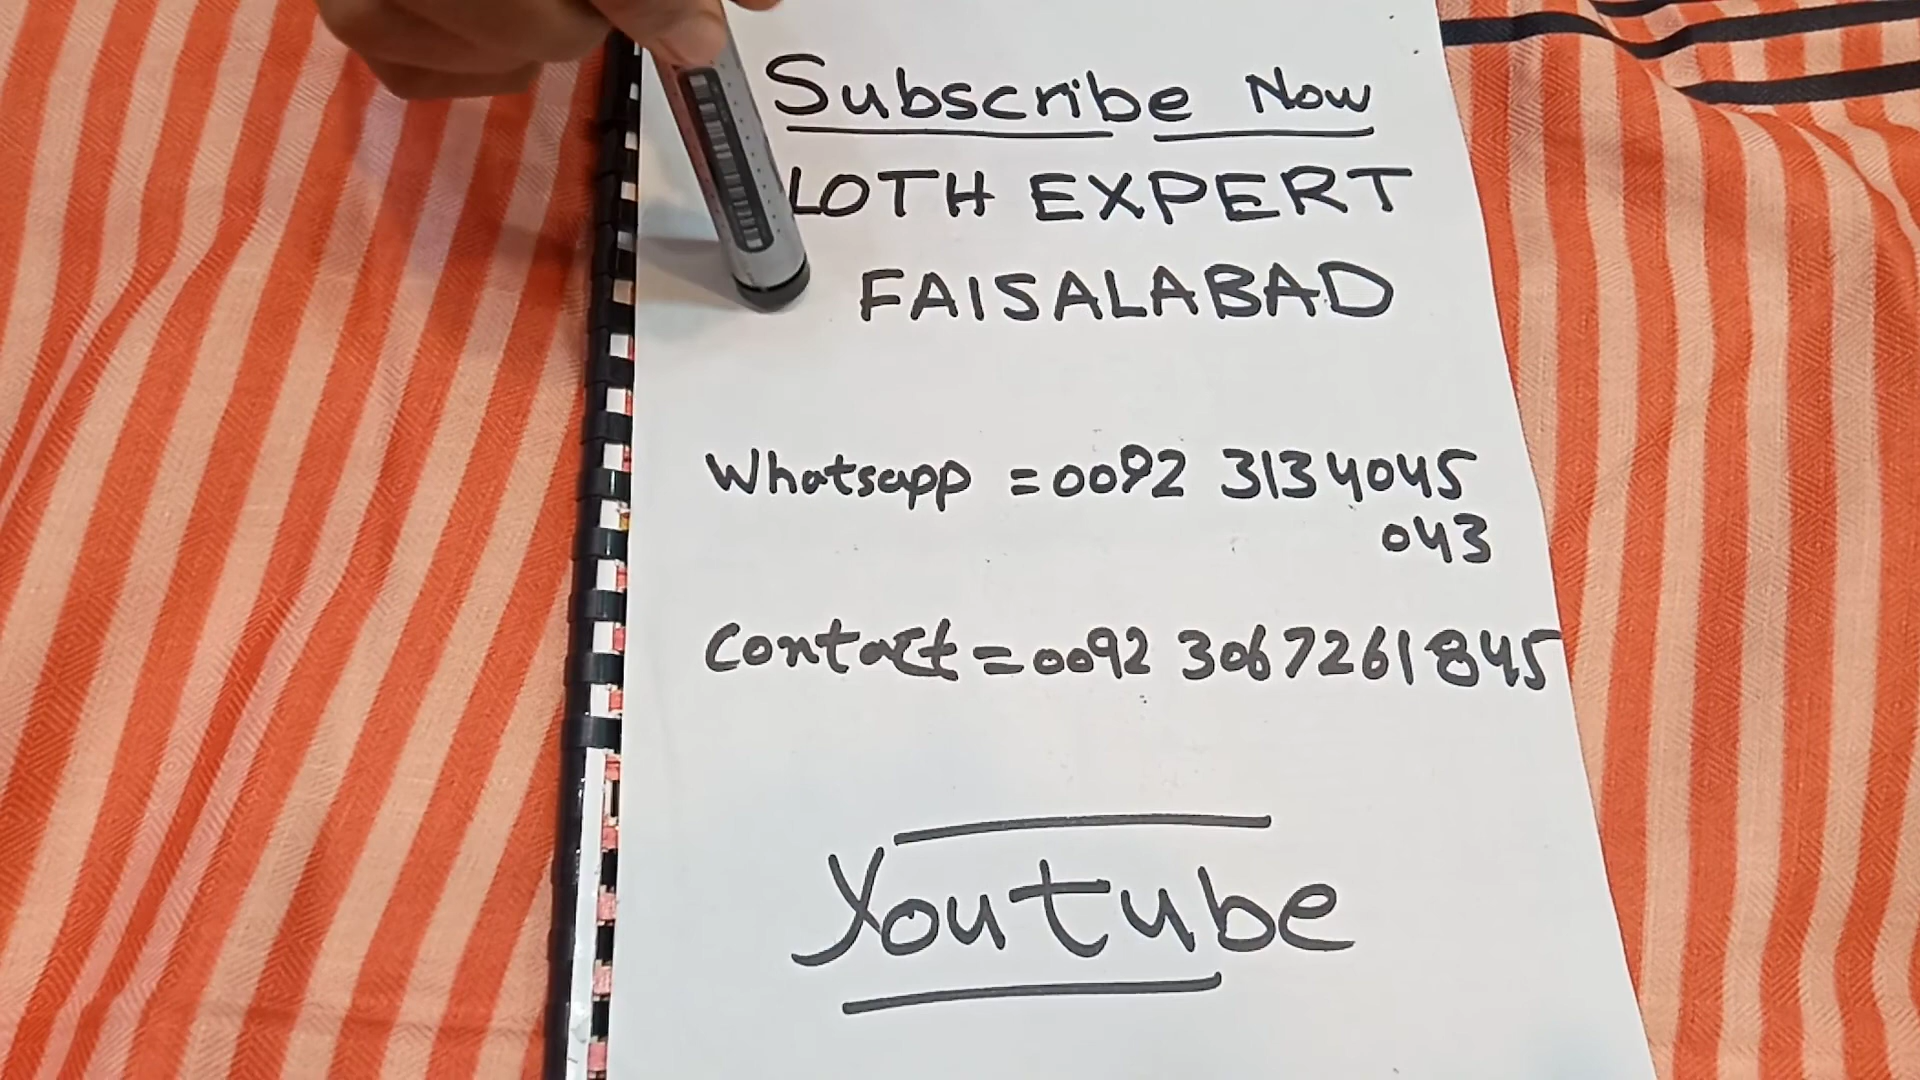 Subscribe Now
LOTH EXPERT
FAISALABAD
Whatsapp = 0092 3134045
043
Contact = 0092 3067261845
Youtube